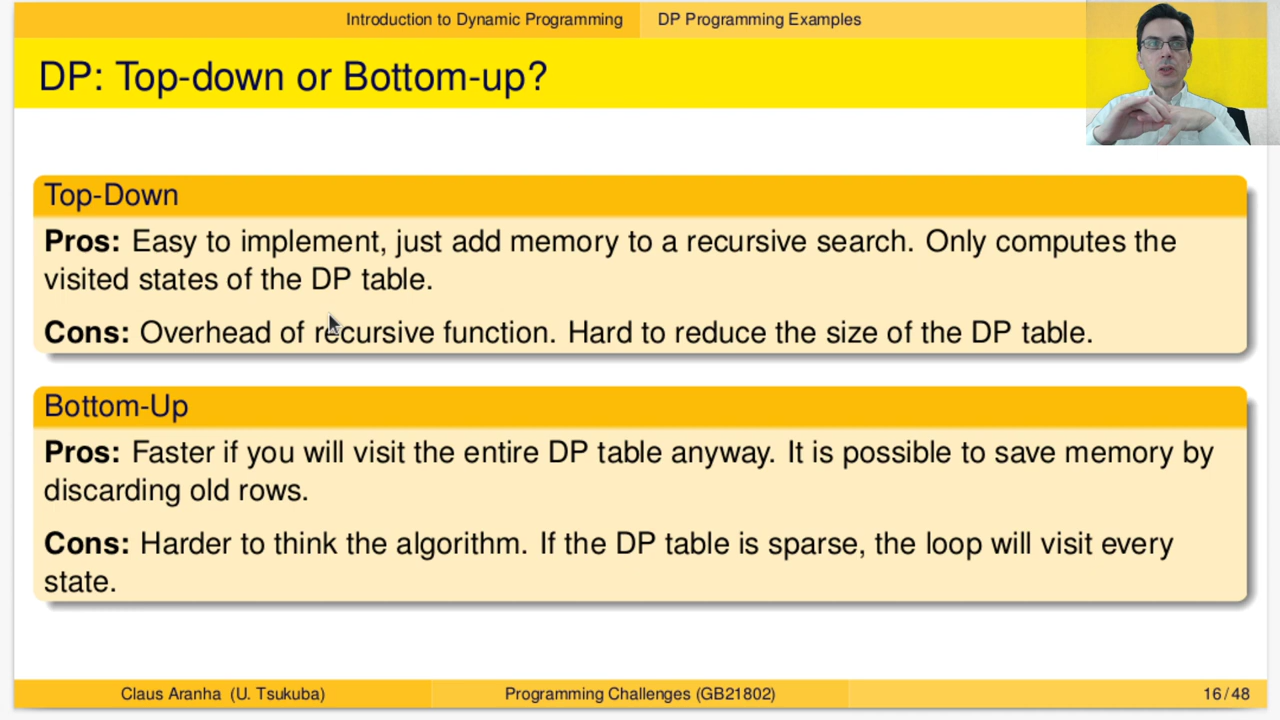 Introduction to Dynamic Programming
DP Programming Examples
DP: Top-down or Bottom-up?
Top-Down
Pros: Easy to implement, just add memory to a recursive search. Only computes the
visited states of the DP table.
Cons: Overhead of recursive function. Hard to reduce the size of the DP table.
Bottom-Up
Pros: Faster if you will visit the entire DP table anyway. It is possible to save memory by
discarding old rows.
Cons: Harder to think the algorithm. If the DP table is sparse, the loop will visit every
state.
Claus Aranha (U. Tsukuba)
Programming Challenges (GB21802)
16 / 48